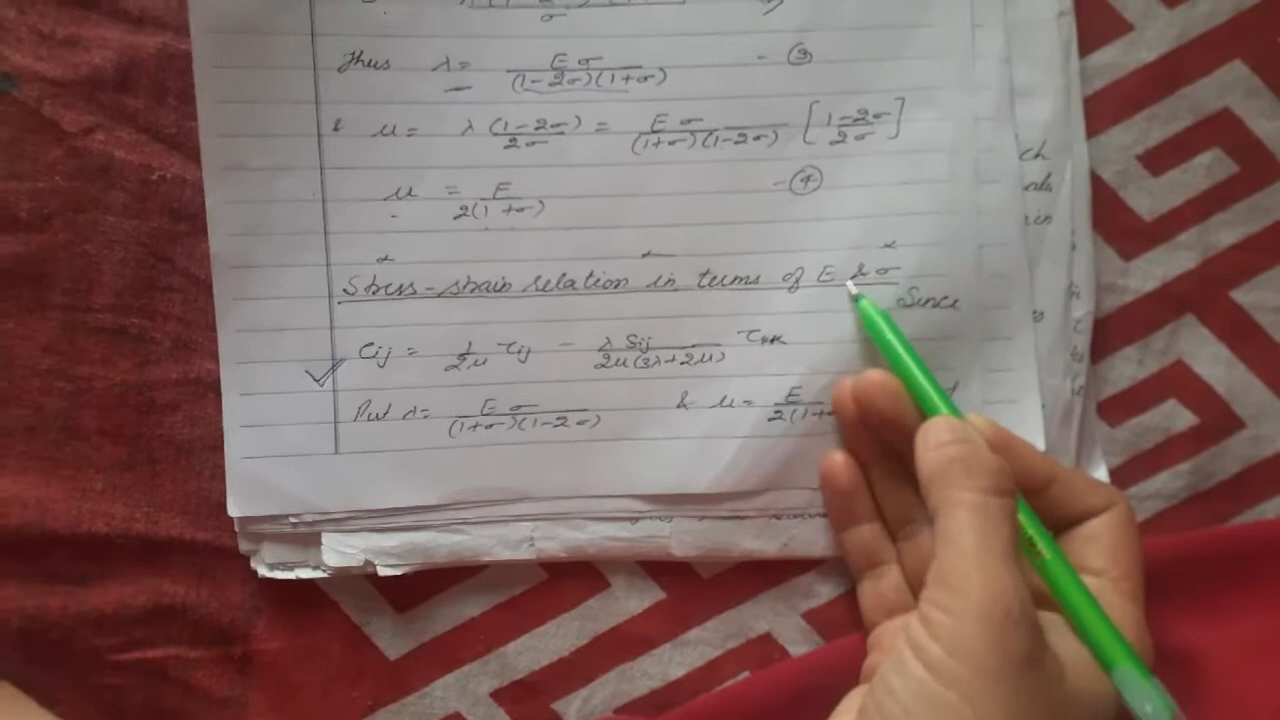 Thus λ = Eσ / (1-2σ)(1+σ) - ③
& μ = λ (1-2σ) / 2σ = Eσ / (1+σ)(1-2σ) [ 1-2σ / 2σ ]
μ = E / 2(1+σ) - ④
Stress-strain relation in terms of E & σ
Since
eij = 1/2μ τij - λ δij / 2μ(3λ+2μ) τkk
Put λ = Eσ / (1+σ)(1-2σ) & μ = E / 2(1+σ